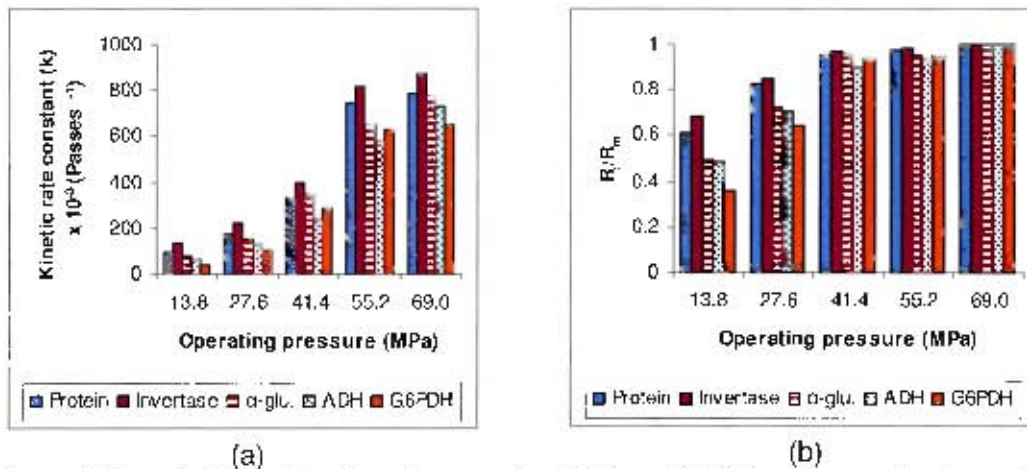 1000
800
600
400
200
0
Kinetic rate constant (k)
x 10⁻³ (Passes ⁻¹)
13.8 27.6 41.4 55.2 69.0
Operating pressure (MPa)
Protein Invertase α-glu. ADH G6PDH
(a)
1
0.8
0.6
0.4
0.2
0
Rᵢ/Rₘ
13.8 27.6 41.4 55.2 69.0
Operating pressure (MPa)
Protein Invertase α-glu. ADH G6PDH
(b)